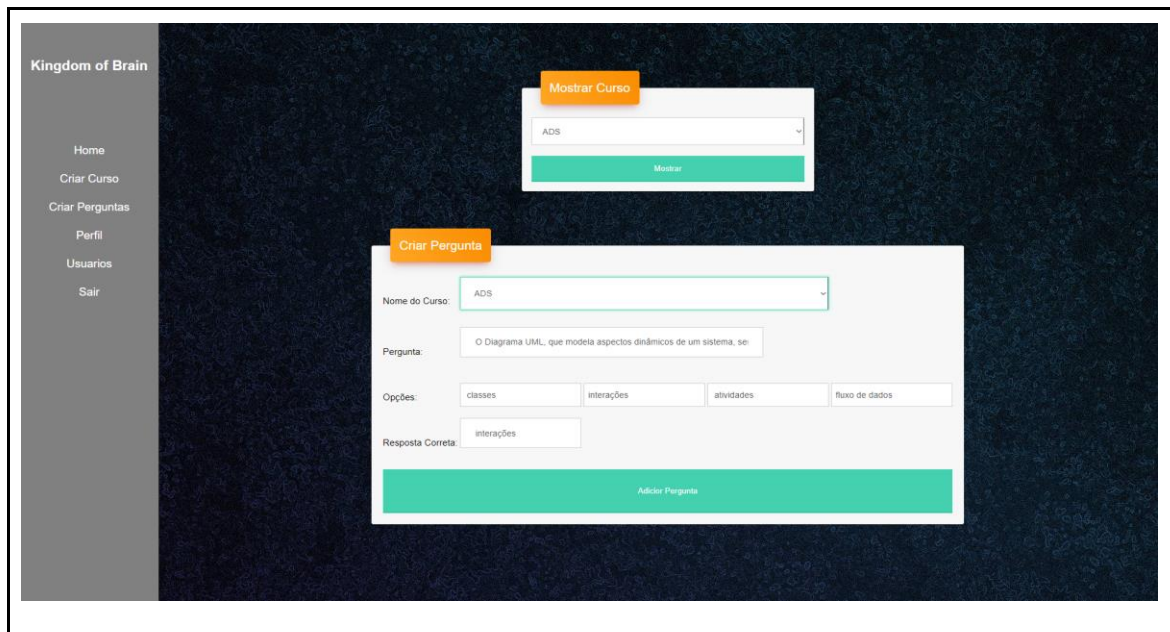 Kingdom of Brain
Home
Criar Curso
Criar Perguntas
Perfil
Usuarios
Sair
Mostrar Curso
ADS
Mostrar
Criar Pergunta
Nome do Curso: ADS
Pergunta: O Diagrama UML, que modela aspectos dinâmicos de um sistema, se
Opções: classes interações atividades fluxo de dados
Resposta Correta: interações
Adicior Pergunta